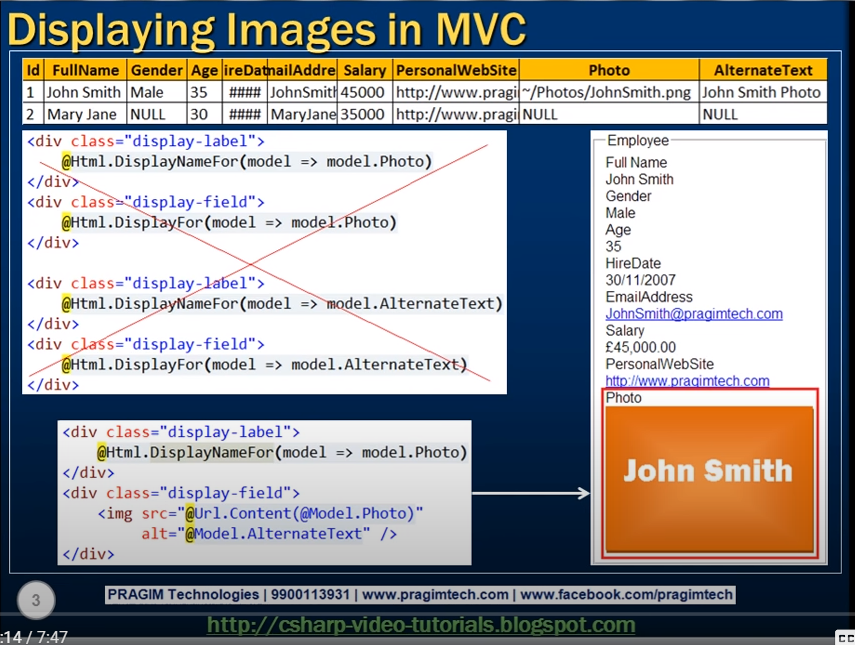 Displaying Images in MVC
Id FullName Gender Age ireDat mailAddre Salary PersonalWebSite Photo AlternateText
1 John Smith Male 35 #### JohnSmith 45000 http://www.pragi ~/Photos/JohnSmith.png John Smith Photo
2 Mary Jane NULL 30 #### MaryJane 35000 http://www.pragi NULL NULL
<div class="display-label">
@Html.DisplayNameFor(model => model.Photo)
</div>
<div class="display-field">
@Html.DisplayFor(model => model.Photo)
</div>
<div class="display-label">
@Html.DisplayNameFor(model => model.AlternateText)
</div>
<div class="display-field">
@Html.DisplayFor(model => model.AlternateText)
</div>
<div class="display-label">
@Html.DisplayNameFor(model => model.Photo)
</div>
<div class="display-field">
<img src="@Url.Content(@Model.Photo)"
alt="@Model.AlternateText" />
</div>
Employee
Full Name
John Smith
Gender
Male
Age
35
HireDate
30/11/2007
EmailAddress
JohnSmith@pragimtech.com
Salary
£45,000.00
PersonalWebSite
http://www.pragimtech.com
Photo
John Smith
3
PRAGIM Technologies | 9900113931 | www.pragimtech.com | www.facebook.com/pragimtech
http://csharp-video-tutorials.blogspot.com
:14 / 7:47
CC